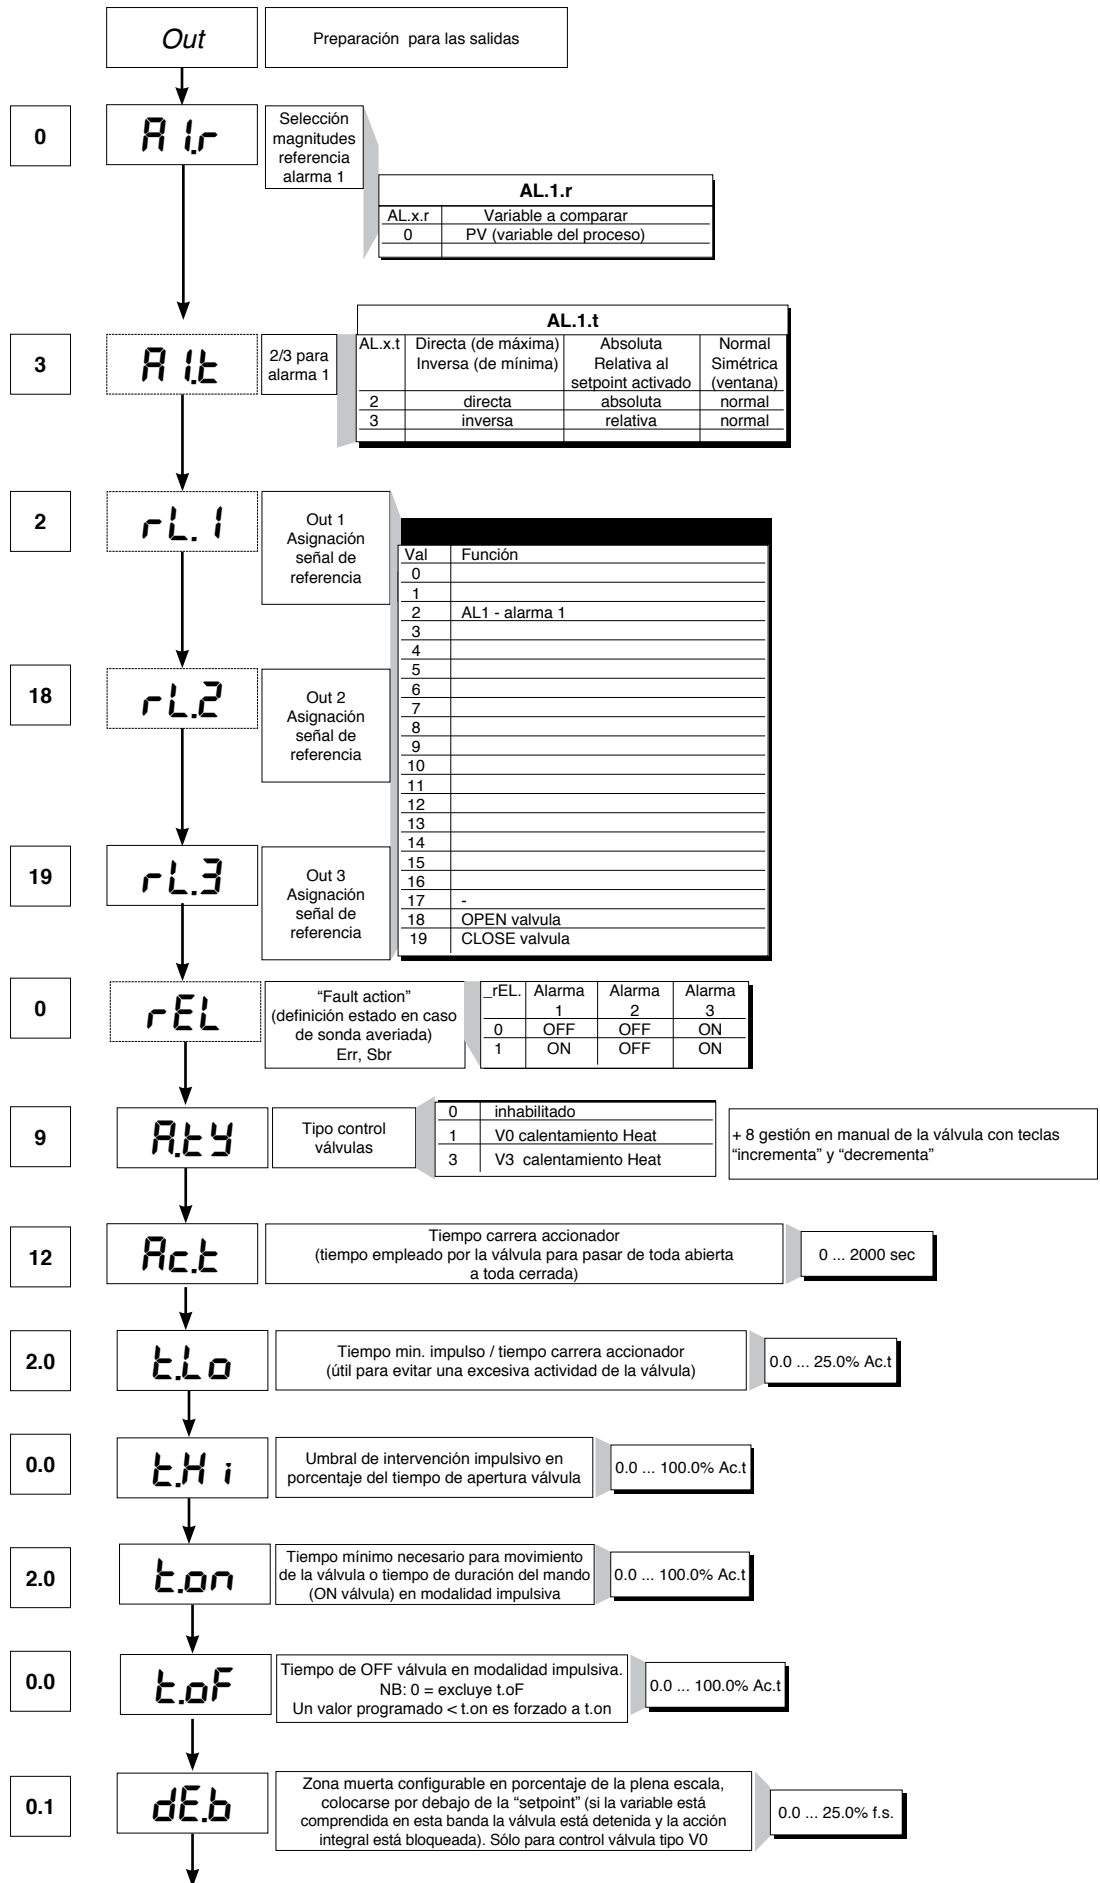 Out
Preparación para las salidas
0
A1.r
Selección
magnitudes
referencia
alarma 1
AL.1.r
AL.x.r Variable a comparar
0 PV (variable del proceso)
3
A1.t
2/3 para
alarma 1
AL.1.t
AL.x.t Directa (de máxima) Absoluta Normal
Inversa (de mínima) Relativa al Simétrica
setpoint activado (ventana)
2 directa absoluta normal
3 inversa relativa normal
2
rL.1
Out 1
Asignación
señal de
referencia
Val Función
0
1
2 AL1 - alarma 1
3
4
5
6
7
8
9
10
11
12
13
14
15
16
17 -
18 OPEN valvula
19 CLOSE valvula
18
rL.2
Out 2
Asignación
señal de
referencia
19
rL.3
Out 3
Asignación
señal de
referencia
0
rEL
“Fault action”
(definición estado en caso
de sonda averiada)
Err, Sbr
_rEL. Alarma Alarma Alarma
1 2 3
0 OFF OFF ON
1 ON OFF ON
9
A.tY
Tipo control
válvulas
0 inhabilitado
1 V0 calentamiento Heat
3 V3 calentamiento Heat
+ 8 gestión en manual de la válvula con teclas
“incrementa” y “decrementa”
12
Ac.t
Tiempo carrera accionador
(tiempo empleado por la válvula para pasar de toda abierta
a toda cerrada)
0 ... 2000 sec
2.0
t.Lo
Tiempo min. impulso / tiempo carrera accionador
(útil para evitar una excesiva actividad de la válvula)
0.0 ... 25.0% Ac.t
0.0
t.Hi
Umbral de intervención impulsivo en
porcentaje del tiempo de apertura válvula
0.0 ... 100.0% Ac.t
2.0
t.on
Tiempo mínimo necesario para movimiento
de la válvula o tiempo de duración del mando
(ON válvula) en modalidad impulsiva
0.0 ... 100.0% Ac.t
0.0
t.oF
Tiempo de OFF válvula en modalidad impulsiva.
NB: 0 = excluye t.oF
Un valor programado < t.on es forzado a t.on
0.0 ... 100.0% Ac.t
0.1
dE.b
Zona muerta configurable en porcentaje de la plena escala,
colocarse por debajo de la “setpoint” (si la variable está
comprendida en esta banda la válvula está detenida y la acción
integral está bloqueada). Sólo para control válvula tipo V0
0.0 ... 25.0% f.s.